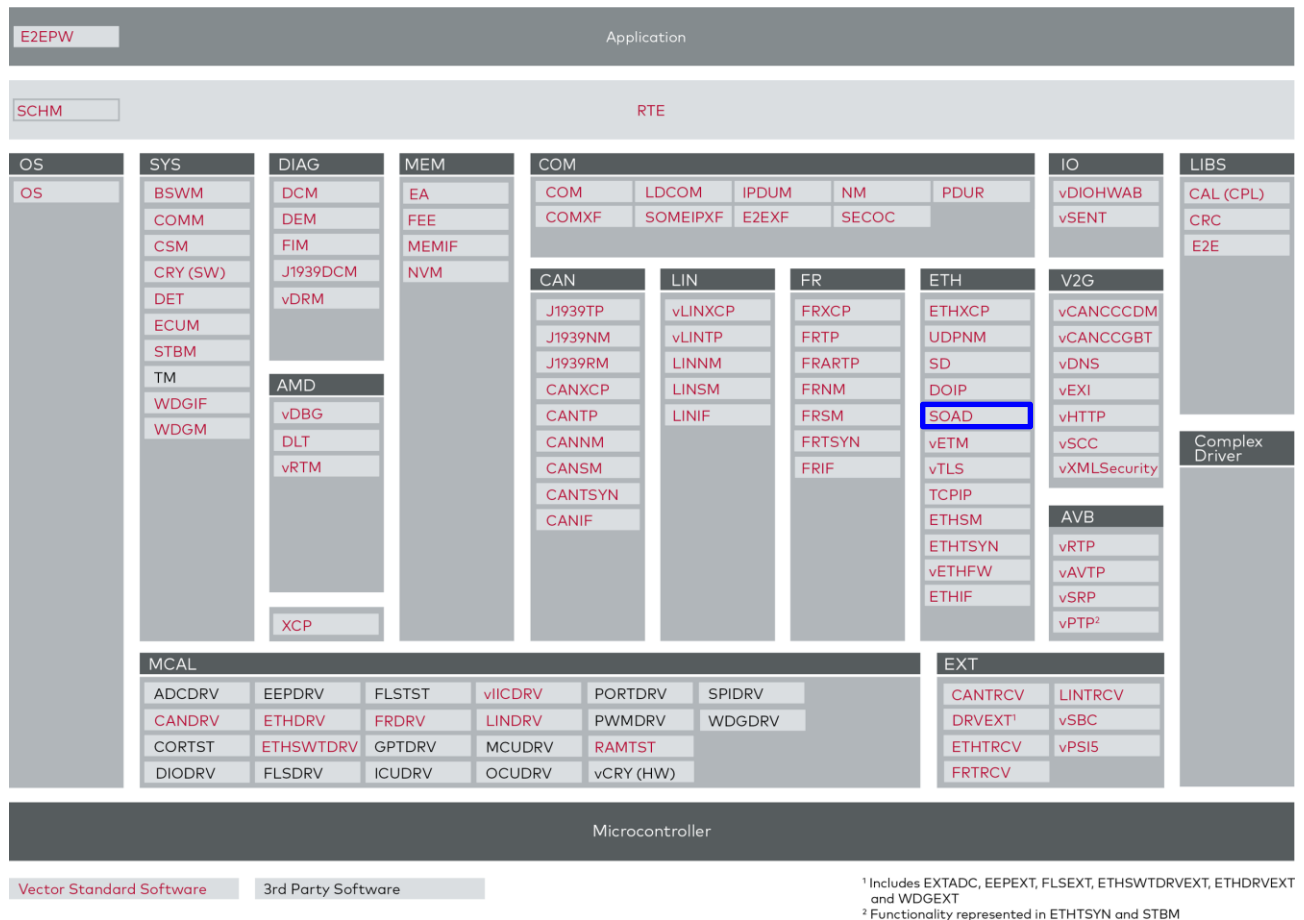 E2EPW
Application
SCHM
RTE
OS
OS
SYS
BSWM
COMM
CSM
CRY (SW)
DET
ECUM
STBM
TM
WDGIF
WDGM
DIAG
DCM
DEM
FIM
J1939DCM
vDRM
AMD
vDBG
DLT
vRTM
XCP
MEM
EA
FEE
MEMIF
NVM
COM
COM LDCOM IPDUM NM PDUR
COMXF SOMEIPXF E2EXF SECOC
CAN
J1939TP
J1939NM
J1939RM
CANXCP
CANTP
CANNM
CANSM
CANTSYN
CANIF
LIN
vLINXCP
vLINTP
LINNM
LINSM
LINIF
FR
FRXCP
FRTP
FRARTP
FRNM
FRSM
FRTSYN
FRIF
ETH
ETHXCP
UDPNM
SD
DOIP
SOAD
vETM
vTLS
TCPIP
ETHSM
ETHTSYN
vETHFW
ETHIF
IO
vDIOHWAB
vSENT
V2G
vCANCCCDM
vCANCCGBT
vDNS
vEXI
vHTTP
vSCC
vXMLSecurity
AVB
vRTP
vAVTP
vSRP
vPTP²
LIBS
CAL (CPL)
CRC
E2E
Complex
Driver
MCAL
ADCDRV EEPDRV FLSTST vIICDRV PORTDRV SPIDRV
CANDRV ETHDRV FRDRV LINDRV PWMDRV WDGDRV
CORTST ETHSWTDRV GPTDRV MCUDRV RAMTST
DIODRV FLSDRV ICUDRV OCUDRV vCRY (HW)
EXT
CANTRCV LINTRCV
DRVEXT¹ vSBC
ETHTRCV vPSI5
FRTRCV
Microcontroller
Vector Standard Software
3rd Party Software
¹ Includes EXTADC, EEPEXT, FLSEXT, ETHSWTDRVEXT, ETHDRVEXT
and WDGEXT
² Functionality represented in ETHTSYN and STBM